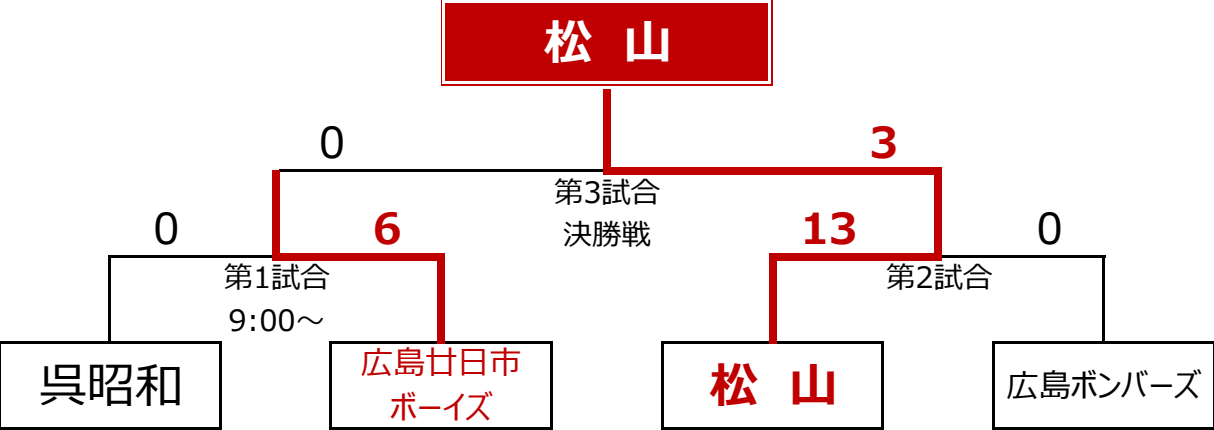 松 山
0
3
第3試合
決勝戦
0
6
13
0
第1試合
9:00～
第2試合
呉昭和
広島廿日市
ボーイズ
松 山
広島ボンバーズ